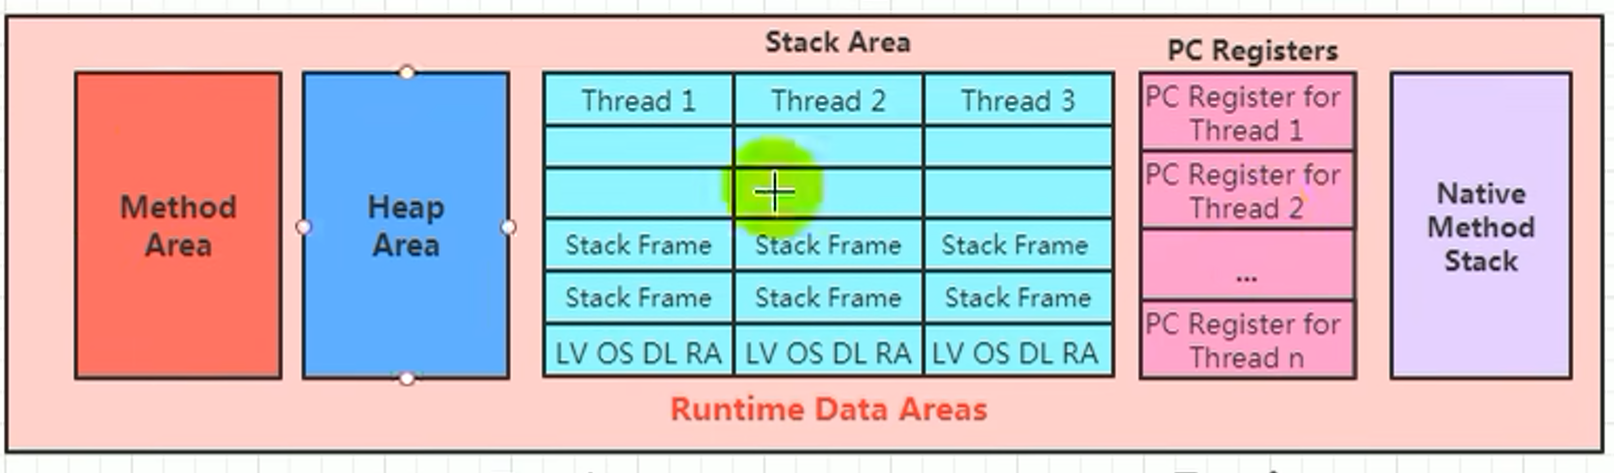 Stack Area
PC Registers
Method
Area
Heap
Area
Thread 1
Thread 2
Thread 3
Stack Frame
Stack Frame
Stack Frame
Stack Frame
Stack Frame
Stack Frame
LV OS DL RA
LV OS DL RA
LV OS DL RA
PC Register for
Thread 1
PC Register for
Thread 2
...
PC Register for
Thread n
Native
Method
Stack
Runtime Data Areas